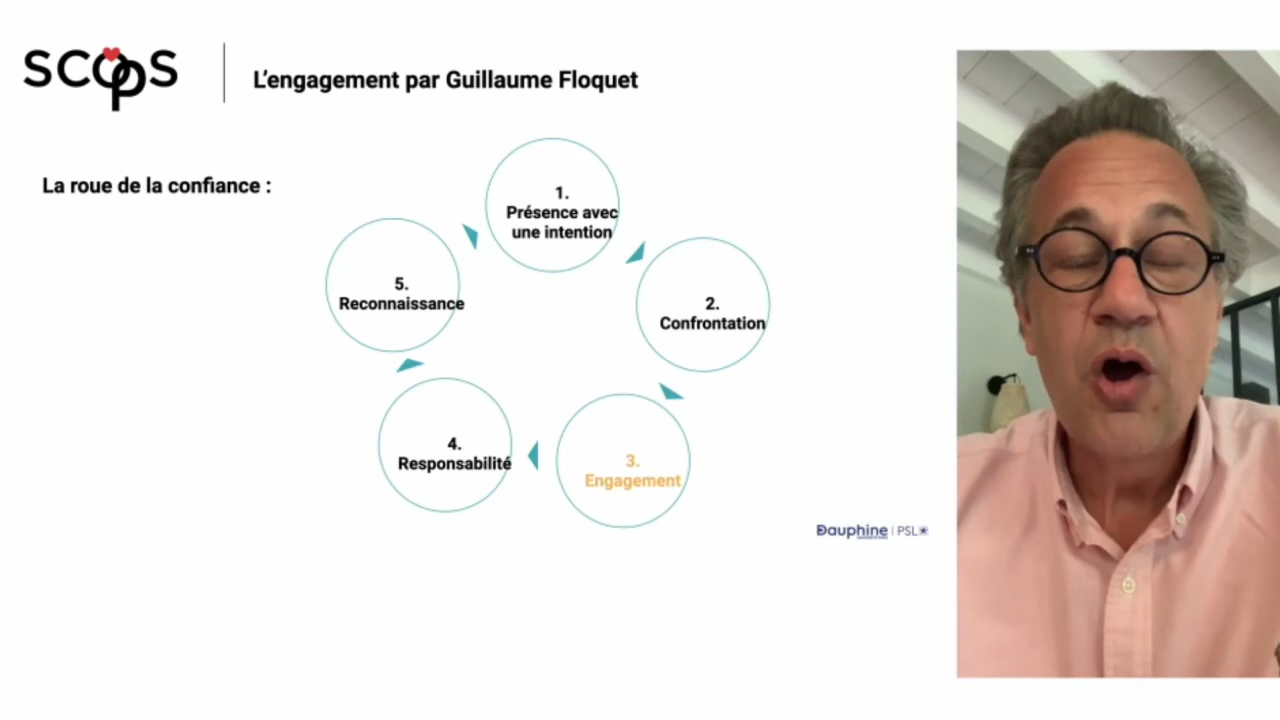 SCOPS
L'engagement par Guillaume Floquet
La roue de la confiance :
1.
Présence avec
une intention
2.
Confrontation
3.
Engagement
4.
Responsabilité
5.
Reconnaissance
Dauphine | PSL